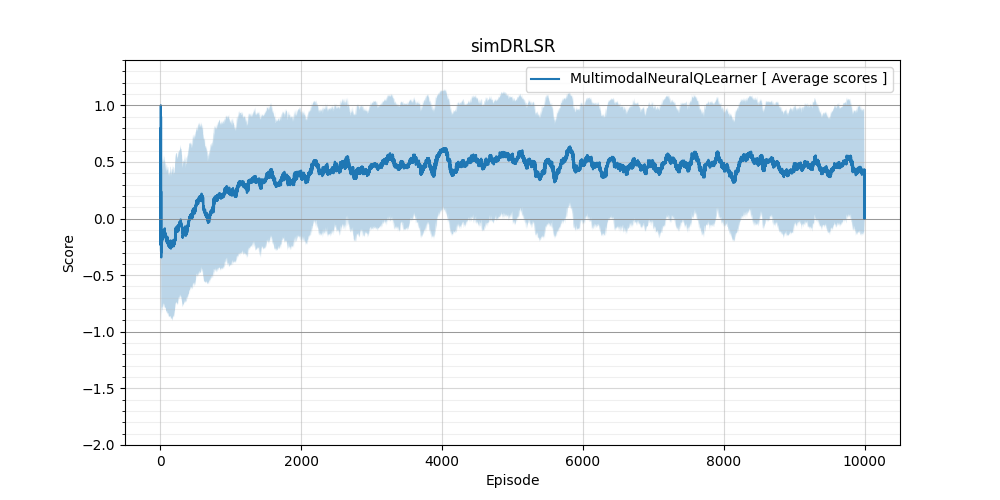 simDRLSR
MultimodalNeuralQLearner [ Average scores ]
1.0
0.5
0.0
−0.5
−1.0
−1.5
−2.0
Score
0 2000 4000 6000 8000 10000
Episode